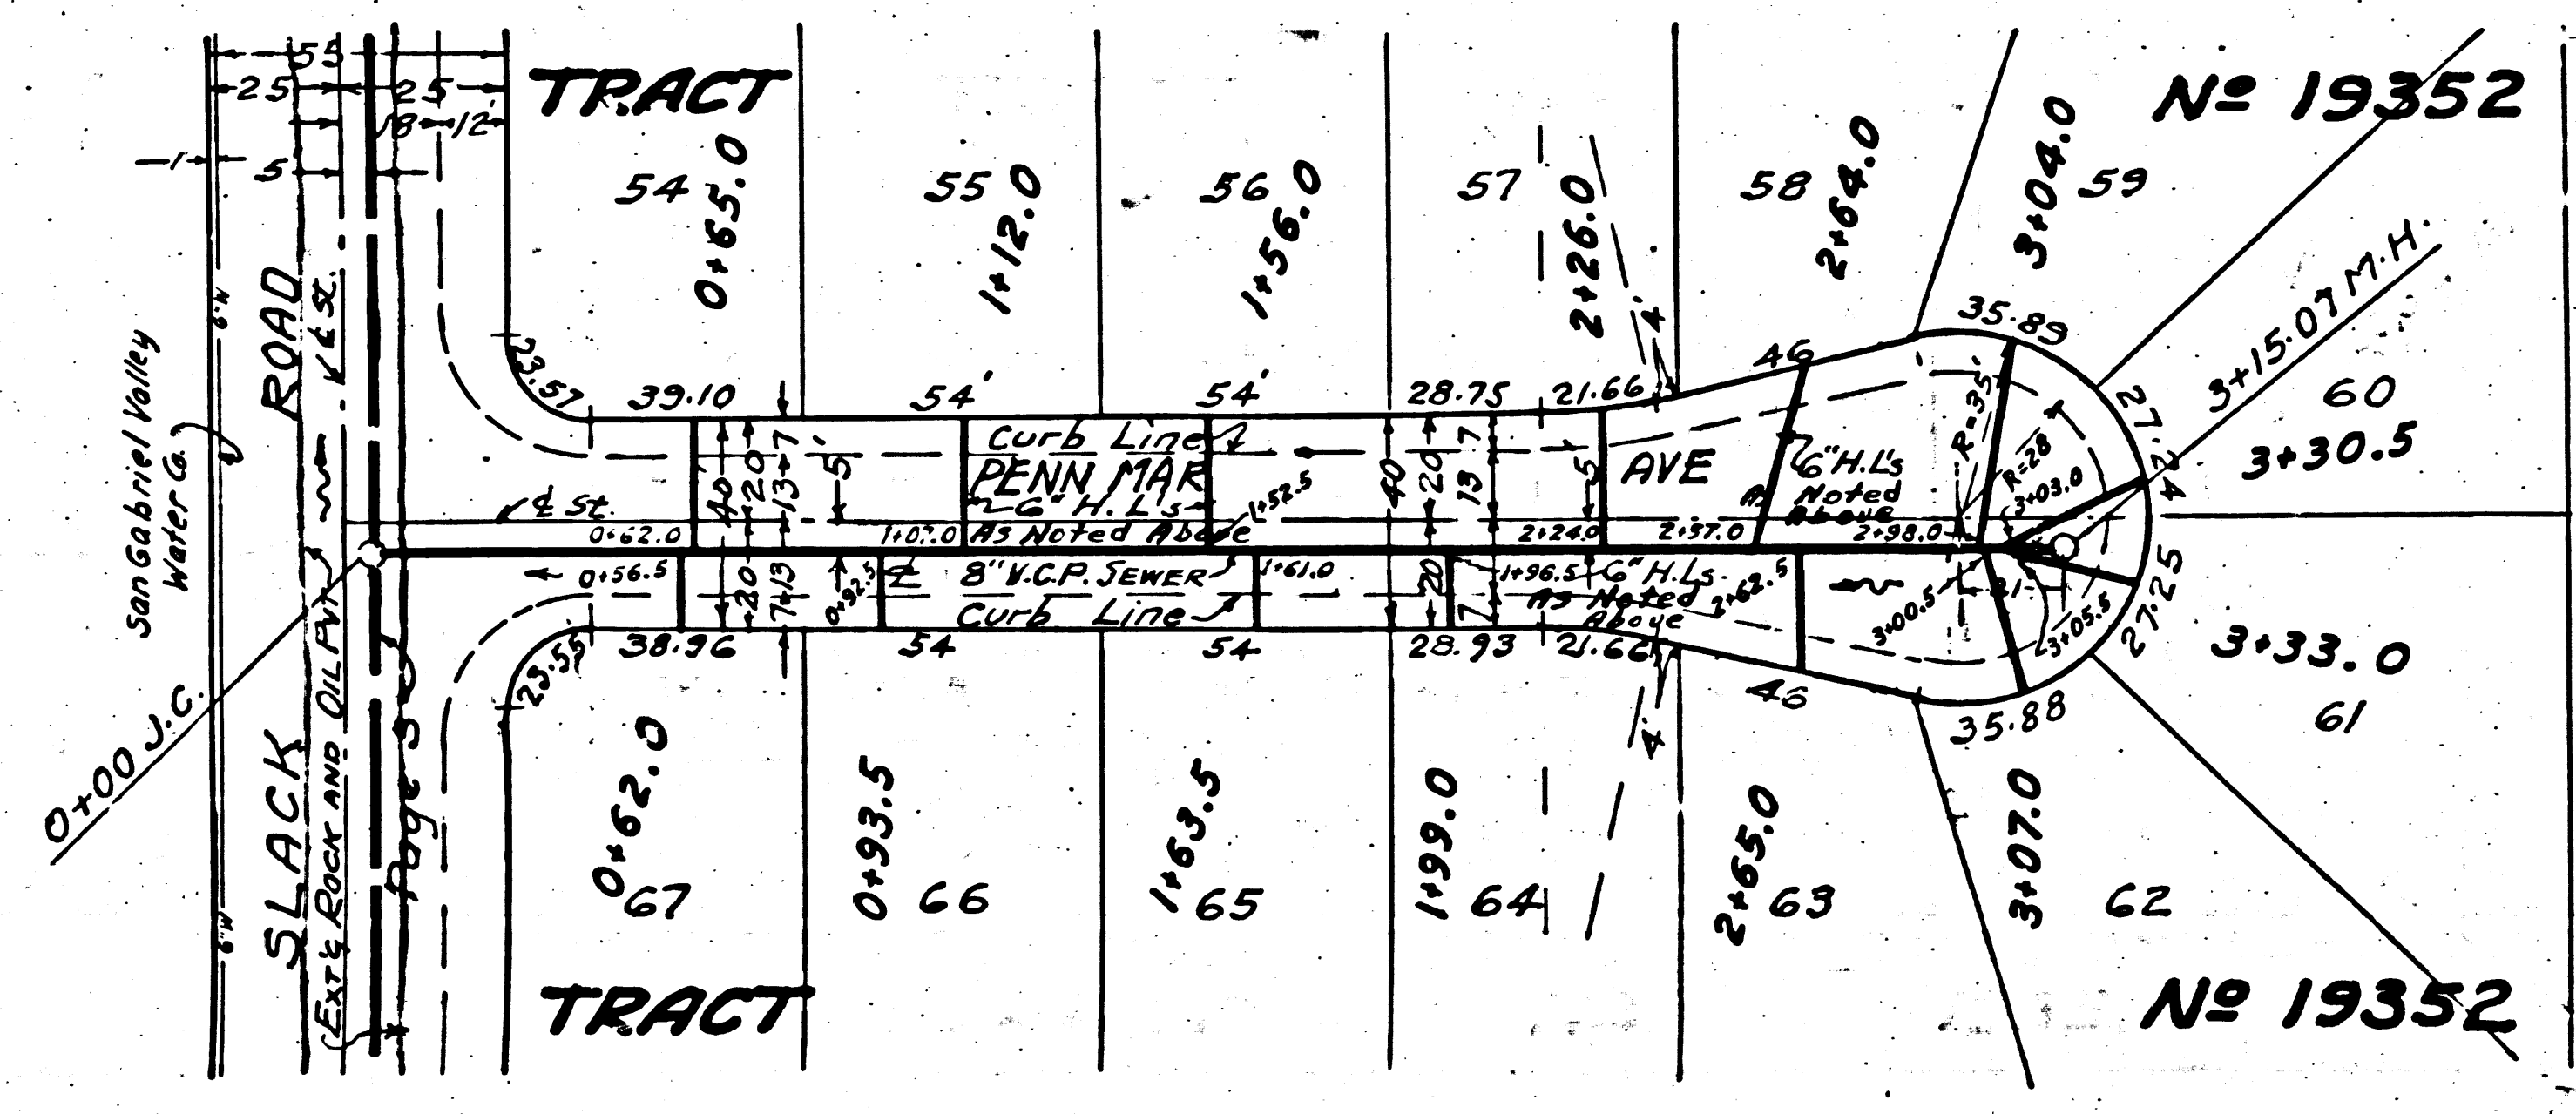 55
25 25
18 12'
1
5
TRACT
Nº 19352
54
0+65.0
55
1+12.0
56
1+56.0
57
2+26.0
58
2+64.0
3+04.0
59
3+15.07 M.H.
60
3+30.5
San Gabriel Valley
Water Co.
6"W
ROAD
℄ St.
23.57
39.10
54'
54'
28.75
21.66
4'
46
35.89
27.24
R=35'
R=28
3+03.0
Curb Line
PENN MAR
AVE
6" H.L's
As Noted Above
6" H.L's
As Noted
Above
40'
20
13 7
5'
1+52.5
40
20
13 7
5
℄ St.
0+62.0
2+24.0
2+57.0
2+98.0
0+56.5
20
7 13
0+92.5
℄ 8" V.C.P. SEWER
Curb Line
1+61.0
20
7
1+96.5
6" H.L's.
As Noted
Above
2+62.5
3+00.5
21
3+05.5
27.25
23.55
38.96
54
54
28.93
21.66
4'
46
35.88
3+33.0
61
0+00 J.C.
SLACK
EXT'G ROCK AND OIL PVT
Page 3
0+62.0
67
0+93.5
66
1+63.5
65
1+99.0
64
2+65.0
63
3+07.0
62
6"W
TRACT
Nº 19352